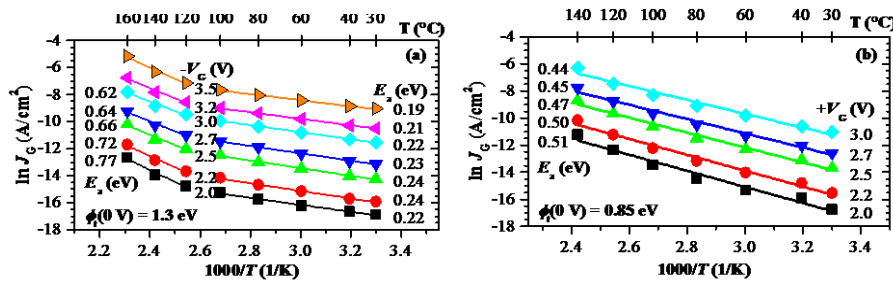 160 140 120 100 80 60 40 30 T (°C)
(a)
-V_G (V)
3.5
3.2
3.0
2.7
2.5
2.2
2.0
E_a (eV)
0.19
0.21
0.22
0.23
0.24
0.24
0.22
0.62
0.64
0.66
0.72
0.77
E_a (eV)
ϕ_t(0 V) = 1.3 eV
ln J_G (A/cm²)
-4
-6
-8
-10
-12
-14
-16
-18
2.2 2.4 2.6 2.8 3.0 3.2 3.4
1000/T (1/K)
140 120 100 80 60 40 30 T (°C)
(b)
+V_G (V)
3.0
2.7
2.5
2.2
2.0
0.44
0.45
0.47
0.50
0.51
E_a (eV)
ϕ_t(0 V) = 0.85 eV
ln J_G (A/cm²)
-4
-6
-8
-10
-12
-14
-16
-18
2.4 2.6 2.8 3.0 3.2 3.4
1000/T (1/K)